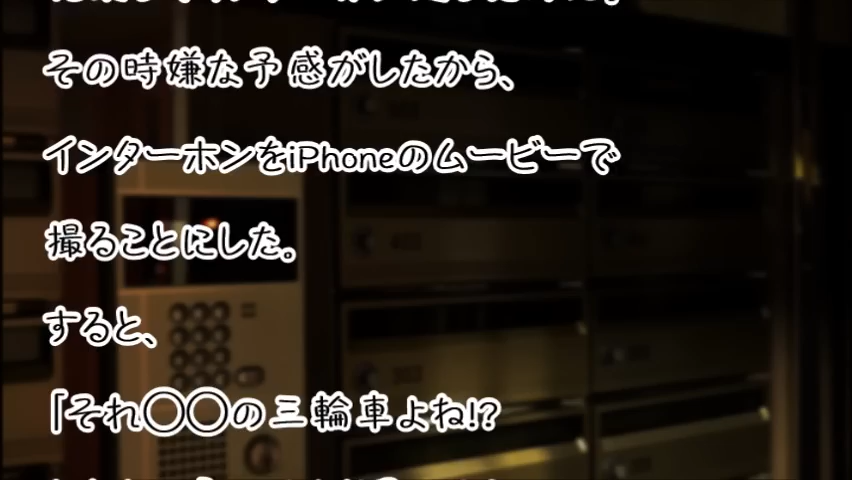 その時嫌な予感がしたから、
インターホンをiPhoneのムービーで
撮ることにした。
すると、
「それ◯◯の三輪車よね!?